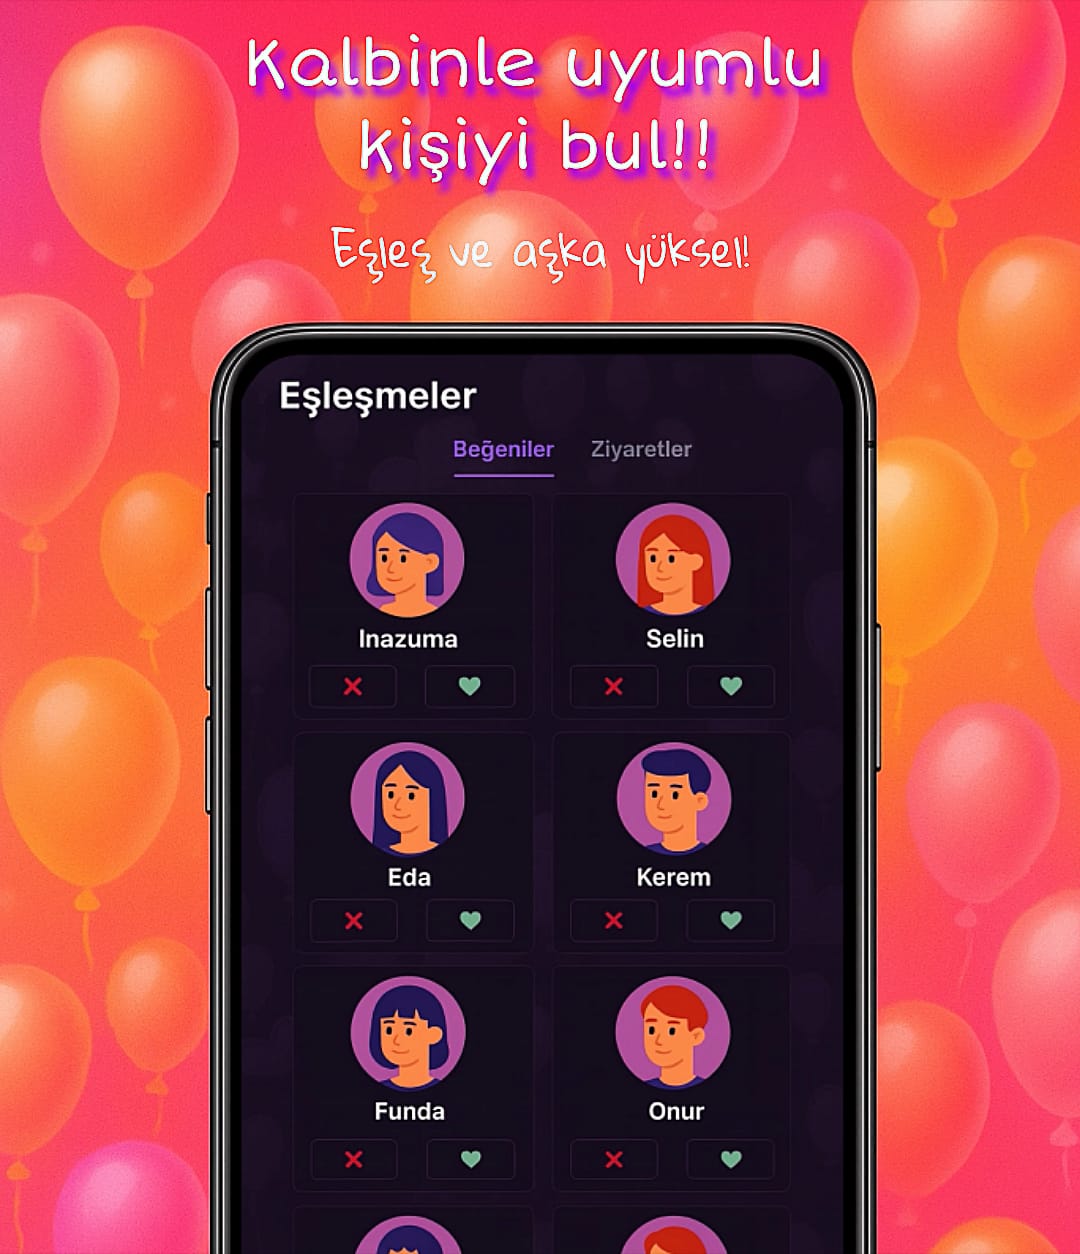 Kalbinle uyumlu
kişiyi bul!!
Eşleş ve aşka yüksel!
Eşleşmeler
Beğeniler Ziyaretler
Inazuma Selin
Eda Kerem
Funda Onur